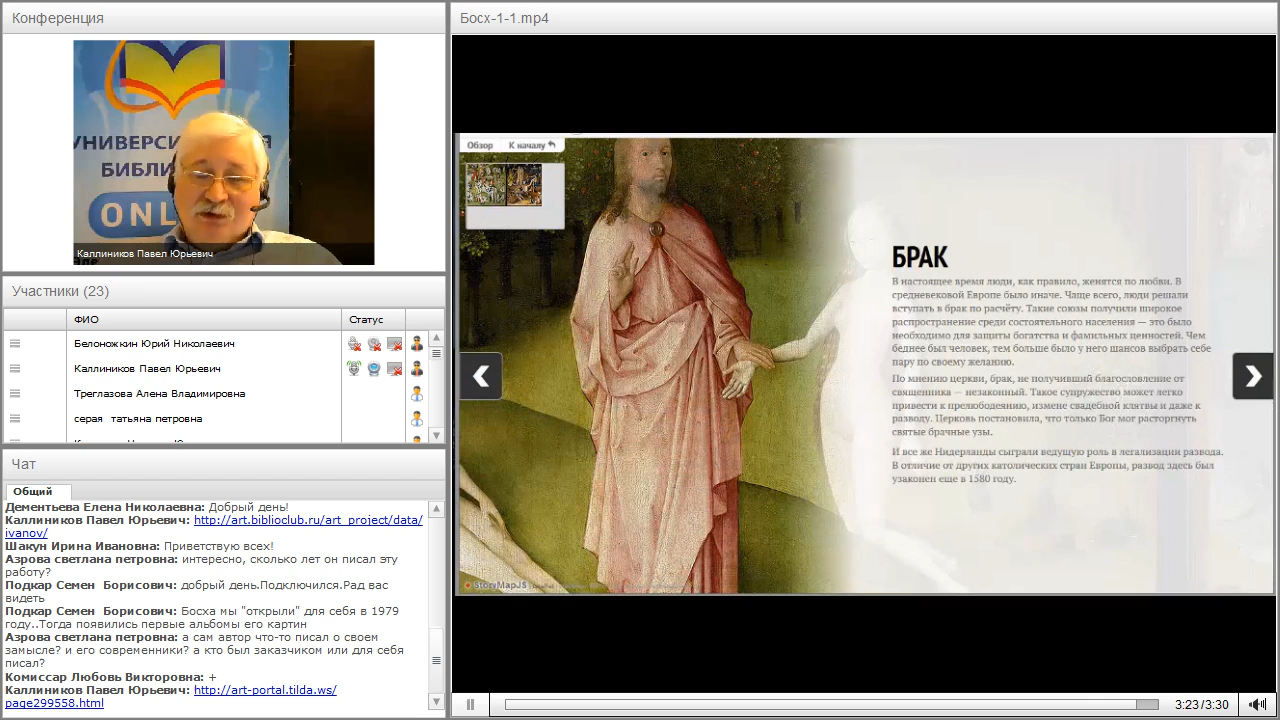 Конференция
УНИВЕРСИ
БИБЛИ
ONL
Каллиников Павел Юрьевич
Участники (23)
ФИО
Статус
Белоножкин Юрий Николаевич
Каллиников Павел Юрьевич
Треглазова Алена Владимировна
серая татьяна петровна
Чат
Общий
Дементьева Елена Николаевна: Добрый день!
Каллиников Павел Юрьевич: http://art.biblioclub.ru/art_project/data/
ivanov/
Шакун Ирина Ивановна: Приветствую всех!
Азрова светлана петровна: интересно, сколько лет он писал эту
работу?
Подкар Семен Борисович: добрый день.Подключился.Рад вас
видеть
Подкар Семен Борисович: Босха мы "открыли" для себя в 1979
году..Тогда появились первые альбомы его картин
Азрова светлана петровна: а сам автор что-то писал о своем
замысле? и его современники? а кто был заказчиком или для себя
писал?
Комиссар Любовь Викторовна: +
Каллиников Павел Юрьевич: http://art-portal.tilda.ws/
page299558.html
Босх-1-1.mp4
Обзор К началу
БРАК
В настоящее время люди, как правило, женятся по любви. В
средневековой Европе было иначе. Чаще всего, люди решали
вступать в брак по расчёту. Такие союзы получили широкое
распространение среди состоятельного населения — это было
необходимо для защиты богатства и фамильных ценностей. Чем
беднее был человек, тем больше было у него шансов выбрать себе
пару по своему желанию.
По мнению церкви, брак, не получивший благословление от
священника — незаконный. Такое супружество может легко
привести к прелюбодеянию, измене свадебной клятвы и даже к
разводу. Церковь постановила, что только Бог мог расторгнуть
святые брачные узы.
И все же Нидерланды сыграли ведущую роль в легализации развода.
В отличие от других католических стран Европы, развод здесь был
узаконен еще в 1580 году.
StoryMapJS
3:23/3:30